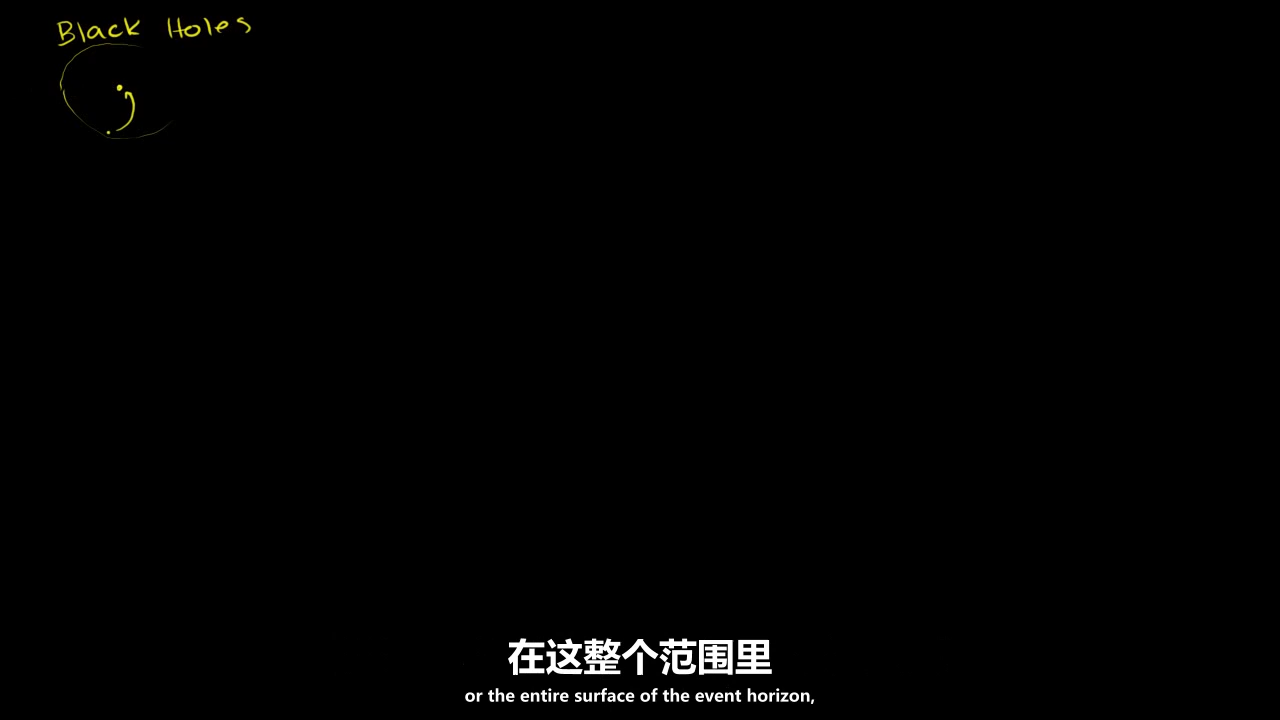 Black Holes
在这整个范围里
or the entire surface of the event horizon,